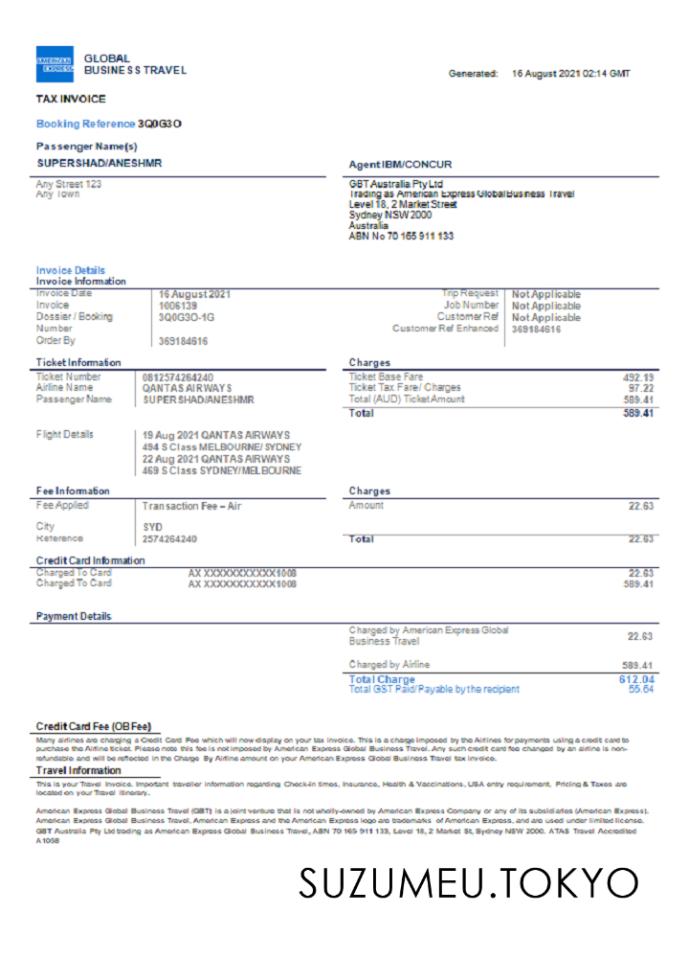 AMERICAN EXPRESS
GLOBAL
BUSINESS TRAVEL
Generated: 16 August 2021 02:14 GMT
TAX INVOICE
Booking Reference 3Q0G3O
Passenger Name(s)
SUPERSHAD/ANESHMR
Agent IBM/CONCUR
Any Street 123
Any Town
GBT Australia Pty Ltd
Trading as American Express Global Business Travel
Level 18, 2 Market Street
Sydney NSW 2000
Australia
ABN No 70 165 911 133
Invoice Details
Invoice Information
Invoice Date 16 August 2021
Trip Request Not Applicable
Invoice 1006139
Job Number Not Applicable
Dossier / Booking Number 3Q0G3O-1G
Customer Ref Not Applicable
Customer Ref Enhanced 369184616
Order By 369184616
Ticket Information
Charges
Ticket Number 0812574264240
Ticket Base Fare 492.19
Airline Name QANTAS AIRWAYS
Ticket Tax Fare/ Charges 97.22
Passenger Name SUPERSHAD/ANESHMR
Total (AUD) Ticket Amount 589.41
Total 589.41
Flight Details 19 Aug 2021 QANTAS AIRWAYS
494 S Class MELBOURNE/ SYDNEY
22 Aug 2021 QANTAS AIRWAYS
469 S Class SYDNEY/MELBOURNE
Fee Information
Charges
Fee Applied Transaction Fee – Air
Amount 22.63
City SYD
Reference 2574264240
Total 22.63
Credit Card Information
Charged To Card AX XXXXXXXXXXX1008 22.63
Charged To Card AX XXXXXXXXXXX1008 589.41
Payment Details
Charged by American Express Global
Business Travel 22.63
Charged by Airline 589.41
Total Charge 612.04
Total GST Paid/Payable by the recipient 55.64
Credit Card Fee (OB Fee)
Many airlines are charging a Credit Card Fee which will now display on your tax invoice. This is a charge imposed by the Airlines for payments using a credit card to
purchase the Airline ticket. Please note this fee is not imposed by American Express Global Business Travel. Any such credit card fee changed by an airline is non-
refundable and will be reflected in the Charge By Airline amount on your American Express Global Business Travel tax invoice.
Travel Information
This is your Travel Invoice. Important traveller information regarding Check-in times, Insurance, Health & Vaccinations, USA entry requirement, Pricing & Taxes are
located on your Travel Itinerary.
American Express Global Business Travel (GBT) is a joint venture that is not wholly-owned by American Express Company or any of its subsidiaries (American Express).
American Express Global Business Travel, American Express and the American Express logo are trademarks of American Express, and are used under limited license.
GBT Australia Pty Ltd trading as American Express Global Business Travel, ABN 70 165 911 133, Level 18, 2 Market St, Sydney NSW 2000. ATAS Travel Accredited
A1058
SUZUMEU.TOKYO